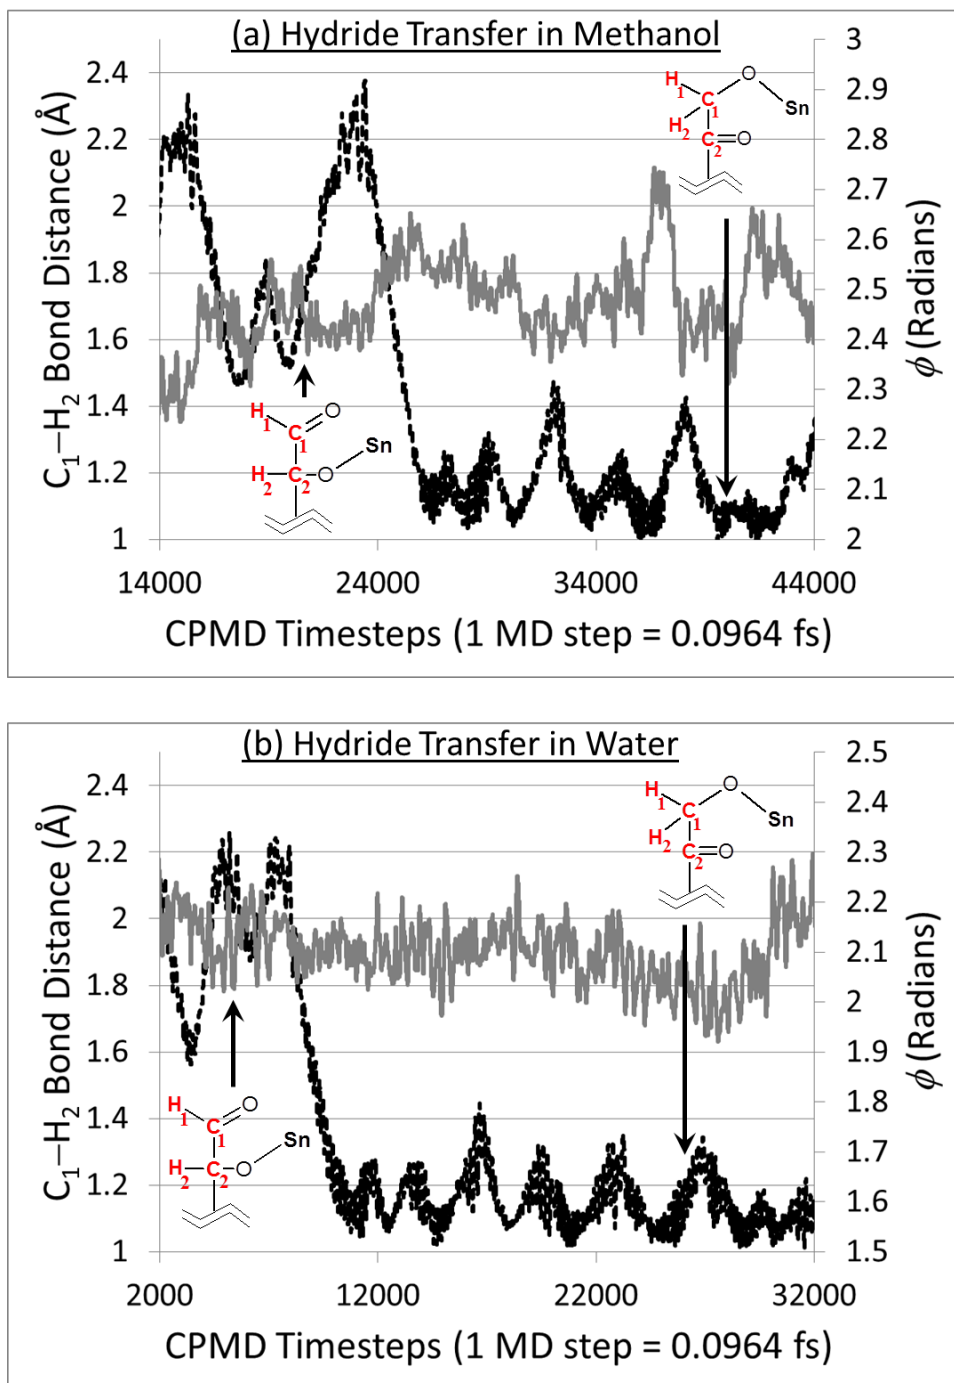 (a) Hydride Transfer in Methanol
C1–H2 Bond Distance (Å)
2.4
2.2
2
1.8
1.6
1.4
1.2
1
3
2.9
2.8
2.7
2.6
2.5
2.4
2.3
2.2
2.1
2
ϕ (Radians)
H1 C1 O Sn
H2 C2 =O
H1 C1 O
H2 C2 O Sn
14000 24000 34000 44000
CPMD Timesteps (1 MD step = 0.0964 fs)
(b) Hydride Transfer in Water
C1–H2 Bond Distance (Å)
2.4
2.2
2
1.8
1.6
1.4
1.2
1
2.5
2.4
2.3
2.2
2.1
2
1.9
1.8
1.7
1.6
1.5
ϕ (Radians)
H1 C1 O Sn
H2 C2 =O
H1 C1 O
H2 C2 O Sn
2000 12000 22000 32000
CPMD Timesteps (1 MD step = 0.0964 fs)